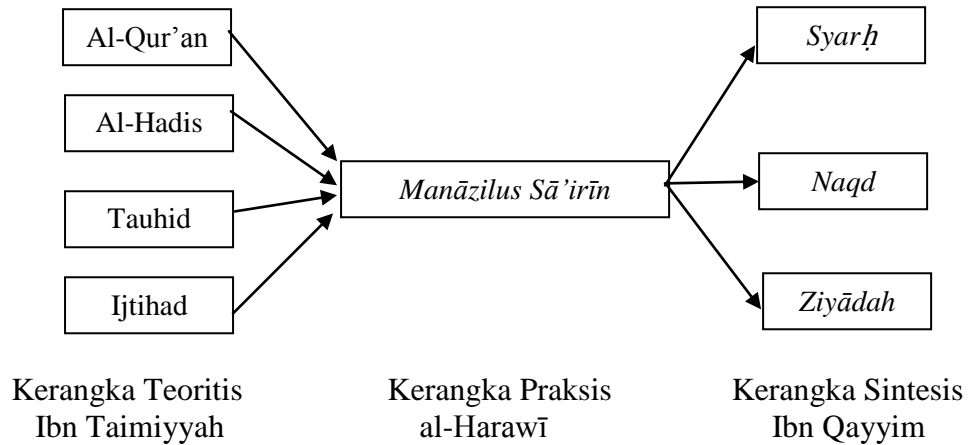 Al-Qur’an
Al-Hadis
Tauhid
Ijtihad
Manāzilus Sā’irīn
Syarḥ
Naqd
Ziyādah
Kerangka Teoritis
Ibn Taimiyyah
Kerangka Praksis
al-Harawī
Kerangka Sintesis
Ibn Qayyim